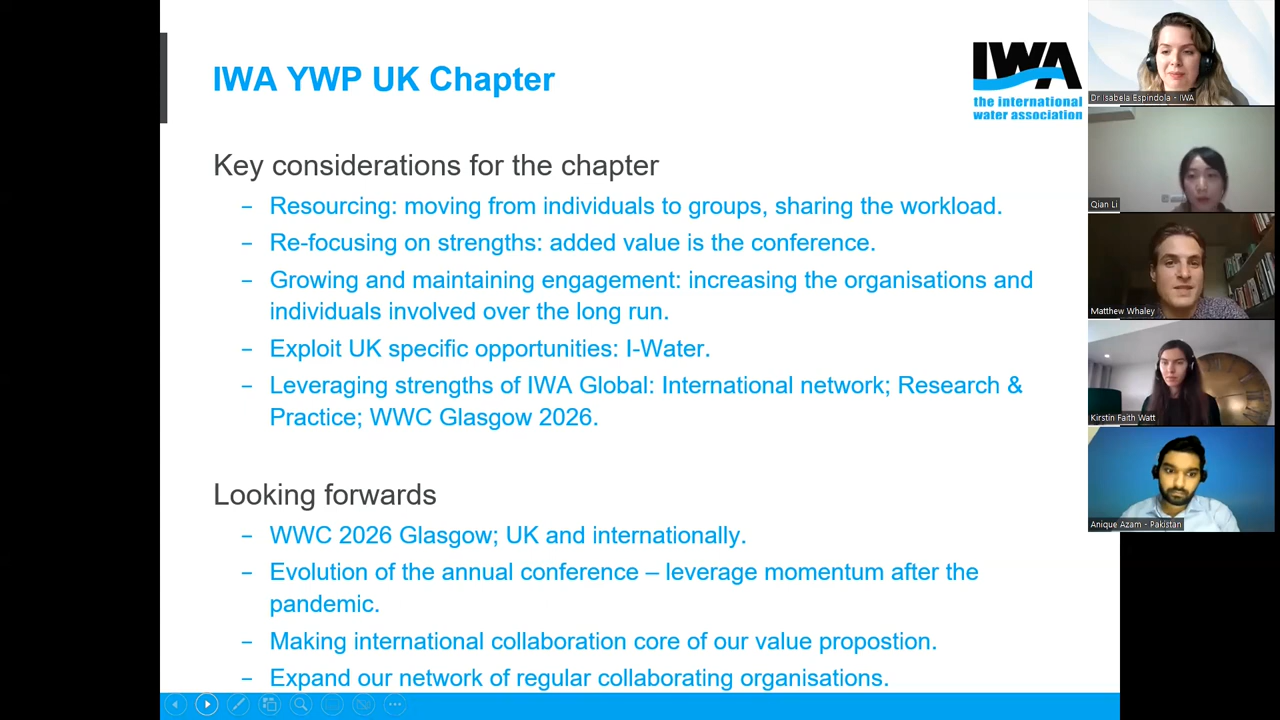 IWA YWP UK Chapter
IWA
the international
water association
Key considerations for the chapter
– Resourcing: moving from individuals to groups, sharing the workload.
– Re-focusing on strengths: added value is the conference.
– Growing and maintaining engagement: increasing the organisations and
individuals involved over the long run.
– Exploit UK specific opportunities: I-Water.
– Leveraging strengths of IWA Global: International network; Research &
Practice; WWC Glasgow 2026.
Looking forwards
– WWC 2026 Glasgow; UK and internationally.
– Evolution of the annual conference – leverage momentum after the
pandemic.
– Making international collaboration core of our value propostion.
– Expand our network of regular collaborating organisations.
Dr Isabela Espindola - IWA
Qian Li
Matthew Whaley
Kirstin Faith Watt
Anique Azam - Pakistan